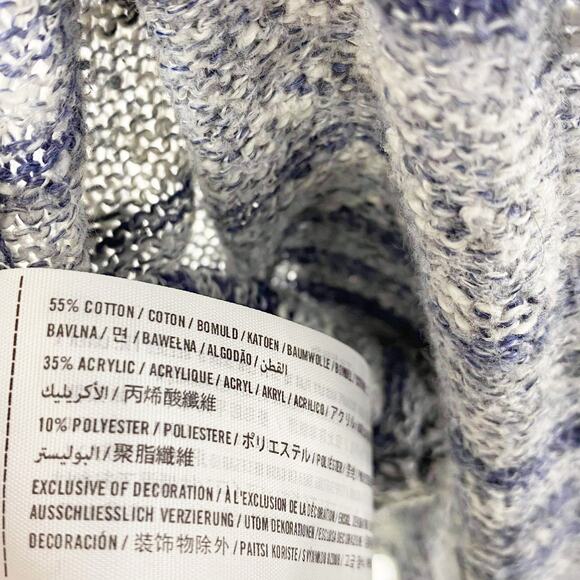 55% COTTON / COTON / BOMULD / KATOEN / BAUMWOLLE /
BAVLNA / 면 / BAWEŁNA / ALGODÃO / القطن
35% ACRYLIC / ACRYLIQUE / ACRYL / AKRYL / ACRILICO /
الأكريليك / 丙烯酸纖維
10% POLYESTER / POLIESTERE / ポリエステル /
البوليستر / 聚脂纖維
EXCLUSIVE OF DECORATION / À L'EXCLUSION DE LA DÉCORATION /
AUSSCHLIESSLICH VERZIERUNG / UTOM DEKORATIONEN /
DECORACIÓN / 装饰物除外 / PAITSI KORISTE /